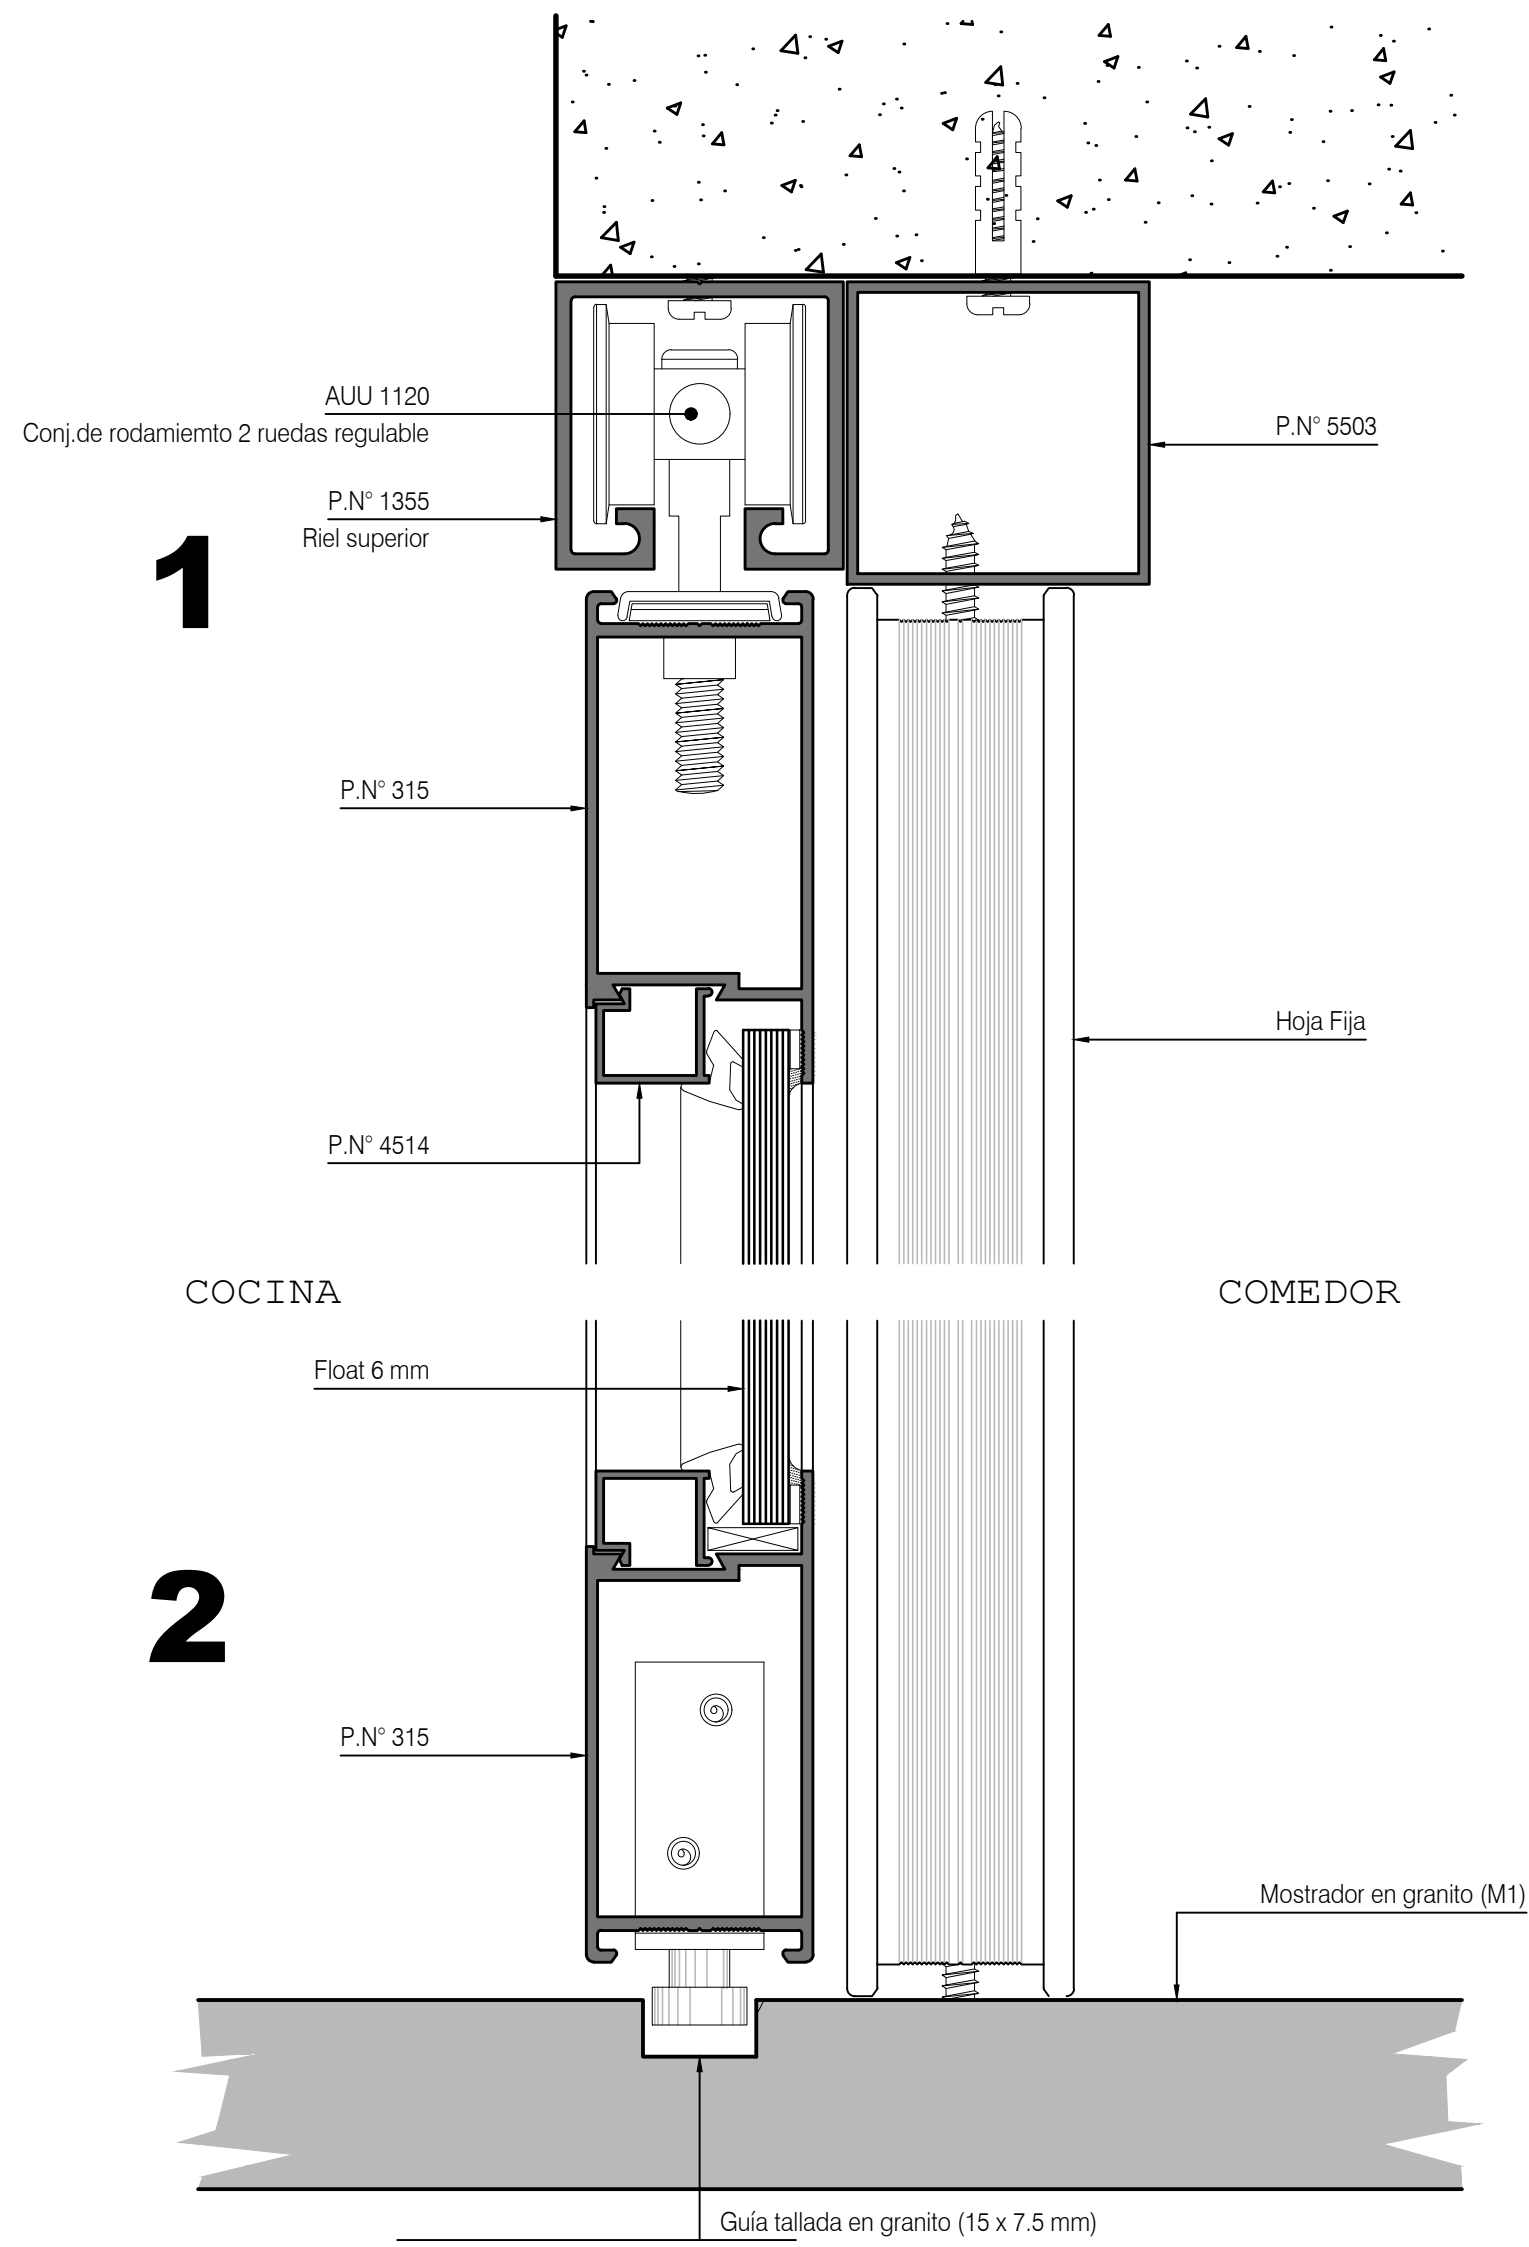 AUU 1120
Conj.de rodamiemto 2 ruedas regulable
P.N° 5503
P.N° 1355
Riel superior
1
P.N° 315
Hoja Fija
P.N° 4514
COCINA
COMEDOR
Float 6 mm
2
P.N° 315
Mostrador en granito (M1)
Guía tallada en granito (15 x 7.5 mm)